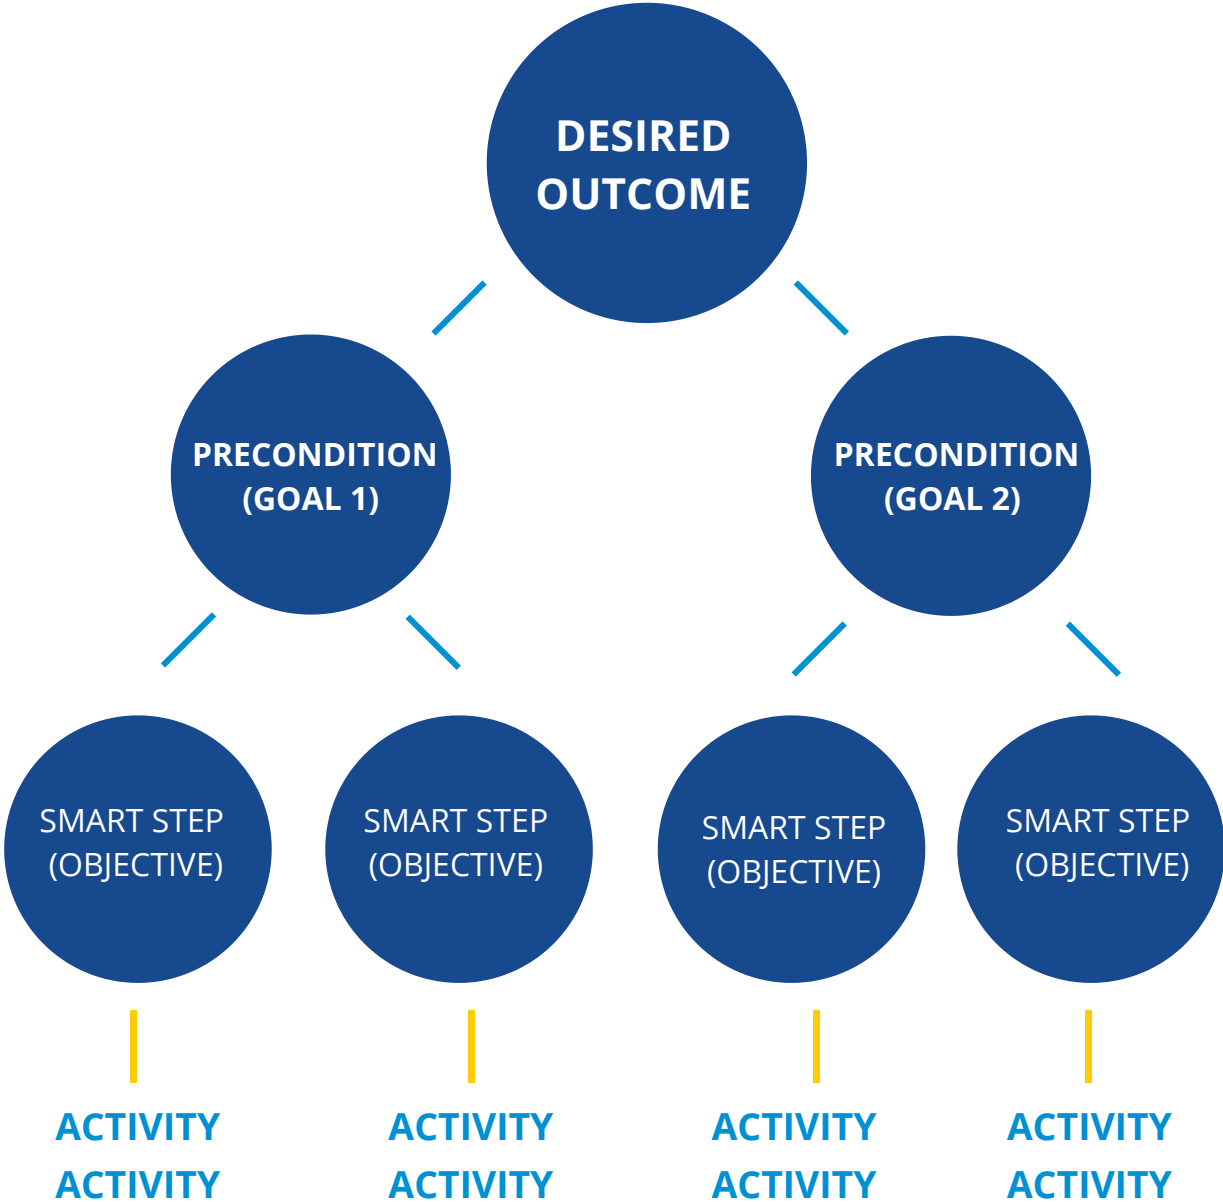 DESIRED
OUTCOME
PRECONDITION
(GOAL 1)
PRECONDITION
(GOAL 2)
SMART STEP
(OBJECTIVE)
SMART STEP
(OBJECTIVE)
SMART STEP
(OBJECTIVE)
SMART STEP
(OBJECTIVE)
ACTIVITY
ACTIVITY
ACTIVITY
ACTIVITY
ACTIVITY
ACTIVITY
ACTIVITY
ACTIVITY